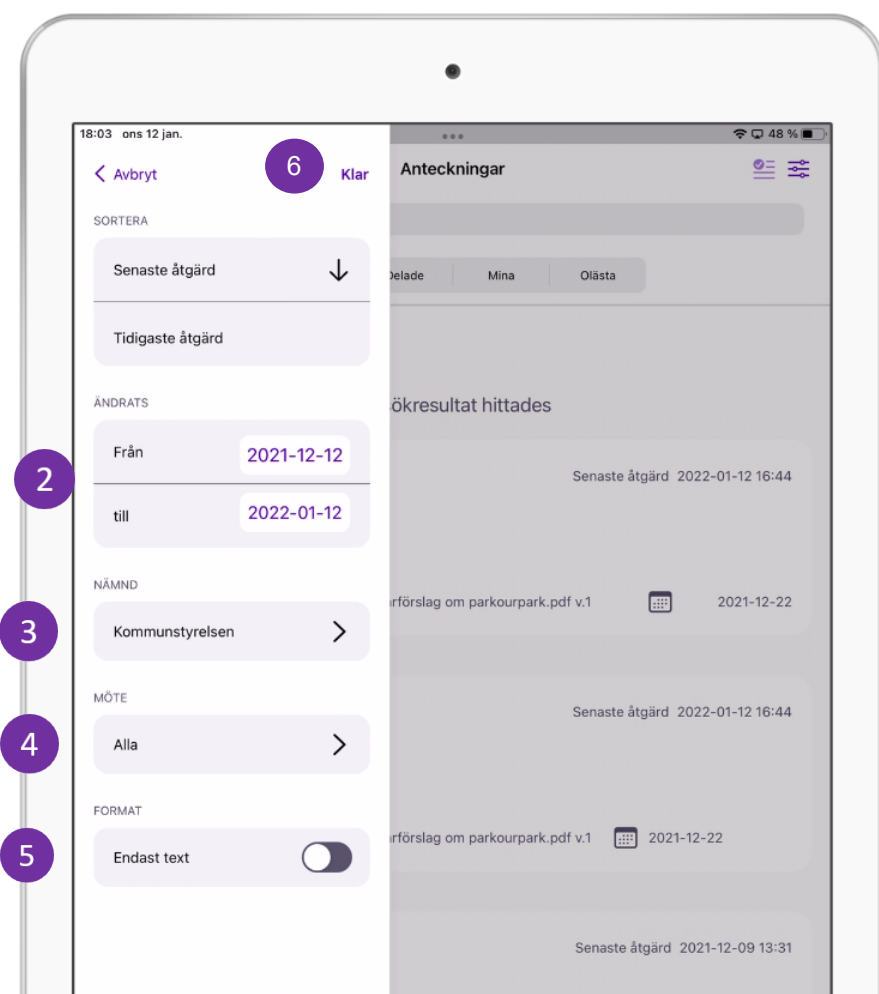 18:03 ons 12 jan.
48 %
Avbryt
6
Klar
Anteckningar
SORTERA
Senaste åtgärd
Tidigaste åtgärd
Delade
Mina
Olästa
ÄNDRATS
ökresultat hittades
2
Från
2021-12-12
till
2022-01-12
Senaste åtgärd 2022-01-12 16:44
NÄMND
3
Kommunstyrelsen
rförslag om parkourpark.pdf v.1
2021-12-22
MÖTE
4
Alla
Senaste åtgärd 2022-01-12 16:44
FORMAT
5
Endast text
rförslag om parkourpark.pdf v.1
2021-12-22
Senaste åtgärd 2021-12-09 13:31